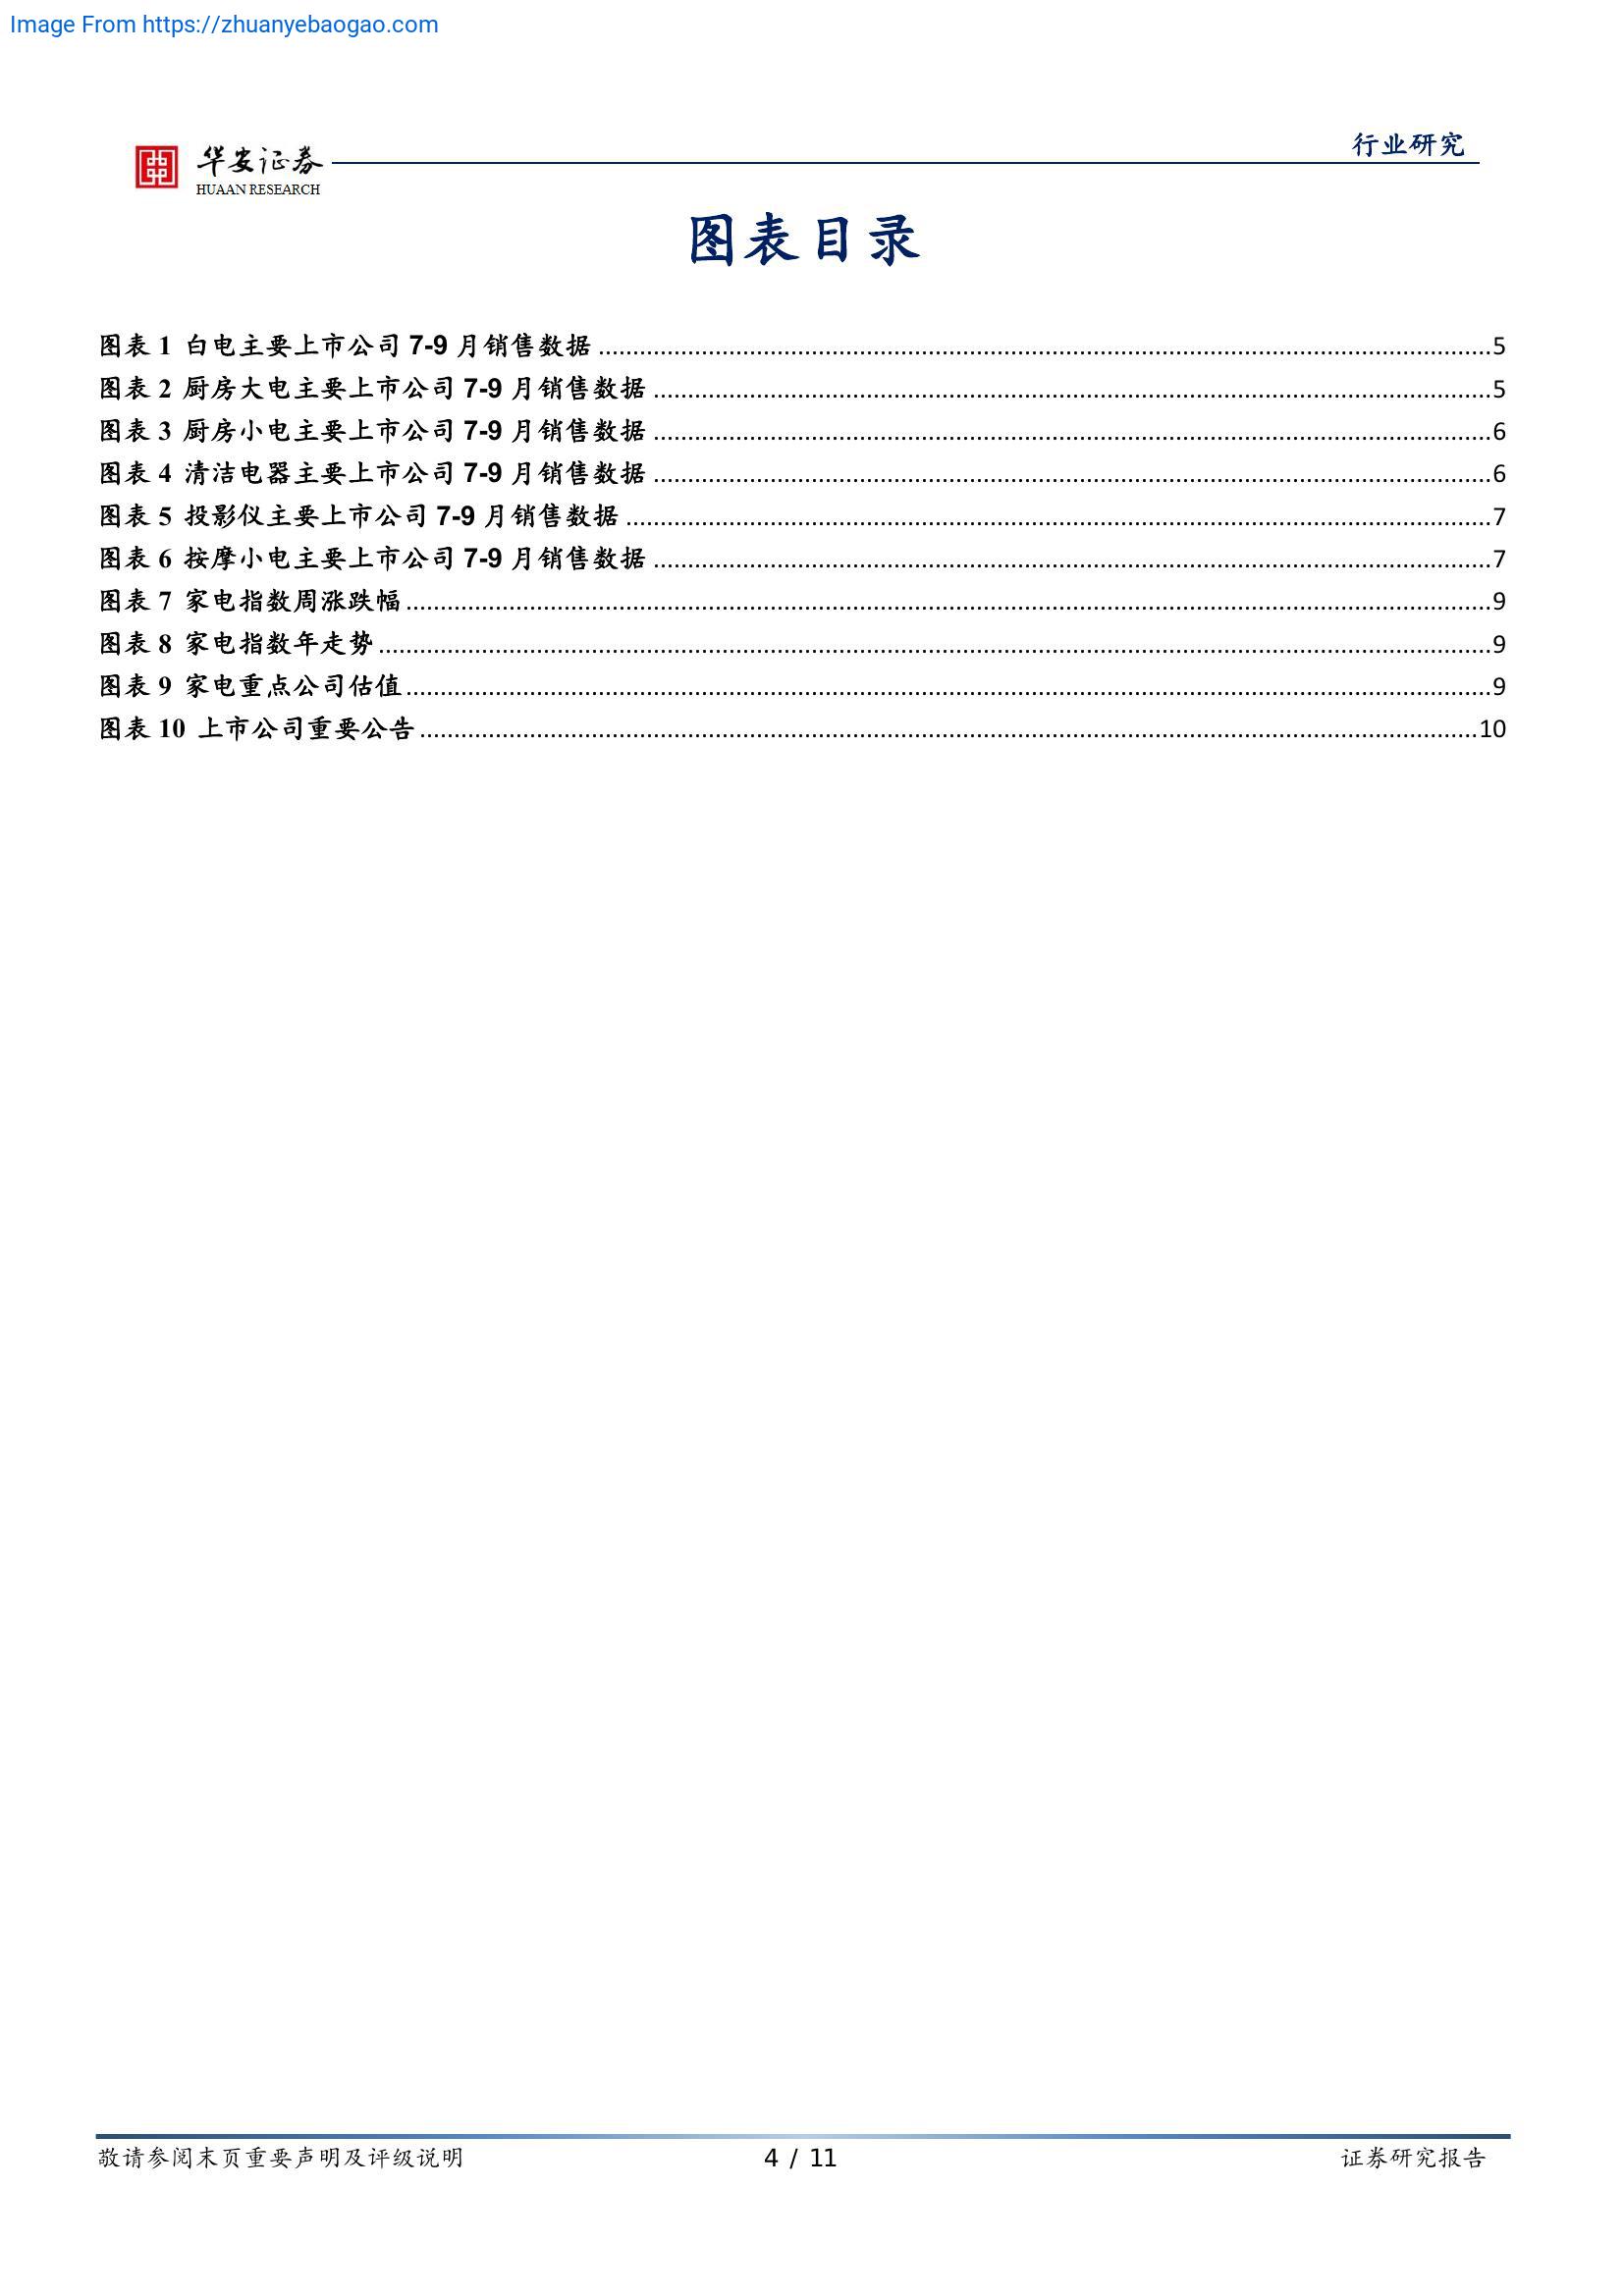 Image From https://zhuanyebaogao.com
行业研究
华安证券
HUAAN RESEARCH
图表目录
图表 1 白电主要上市公司 7-9 月销售数据 ........................................ 5
图表 2 厨房大电主要上市公司 7-9 月销售数据 ........................................ 5
图表 3 厨房小电主要上市公司 7-9 月销售数据 ........................................ 6
图表 4 清洁电器主要上市公司 7-9 月销售数据 ........................................ 6
图表 5 投影仪主要上市公司 7-9 月销售数据 ........................................ 7
图表 6 按摩小电主要上市公司 7-9 月销售数据 ........................................ 7
图表 7 家电指数周涨跌幅 ........................................ 9
图表 8 家电指数年走势 ........................................ 9
图表 9 家电重点公司估值 ........................................ 9
图表 10 上市公司重要公告 ........................................ 10
敬请参阅末页重要声明及评级说明
4 / 11
证券研究报告